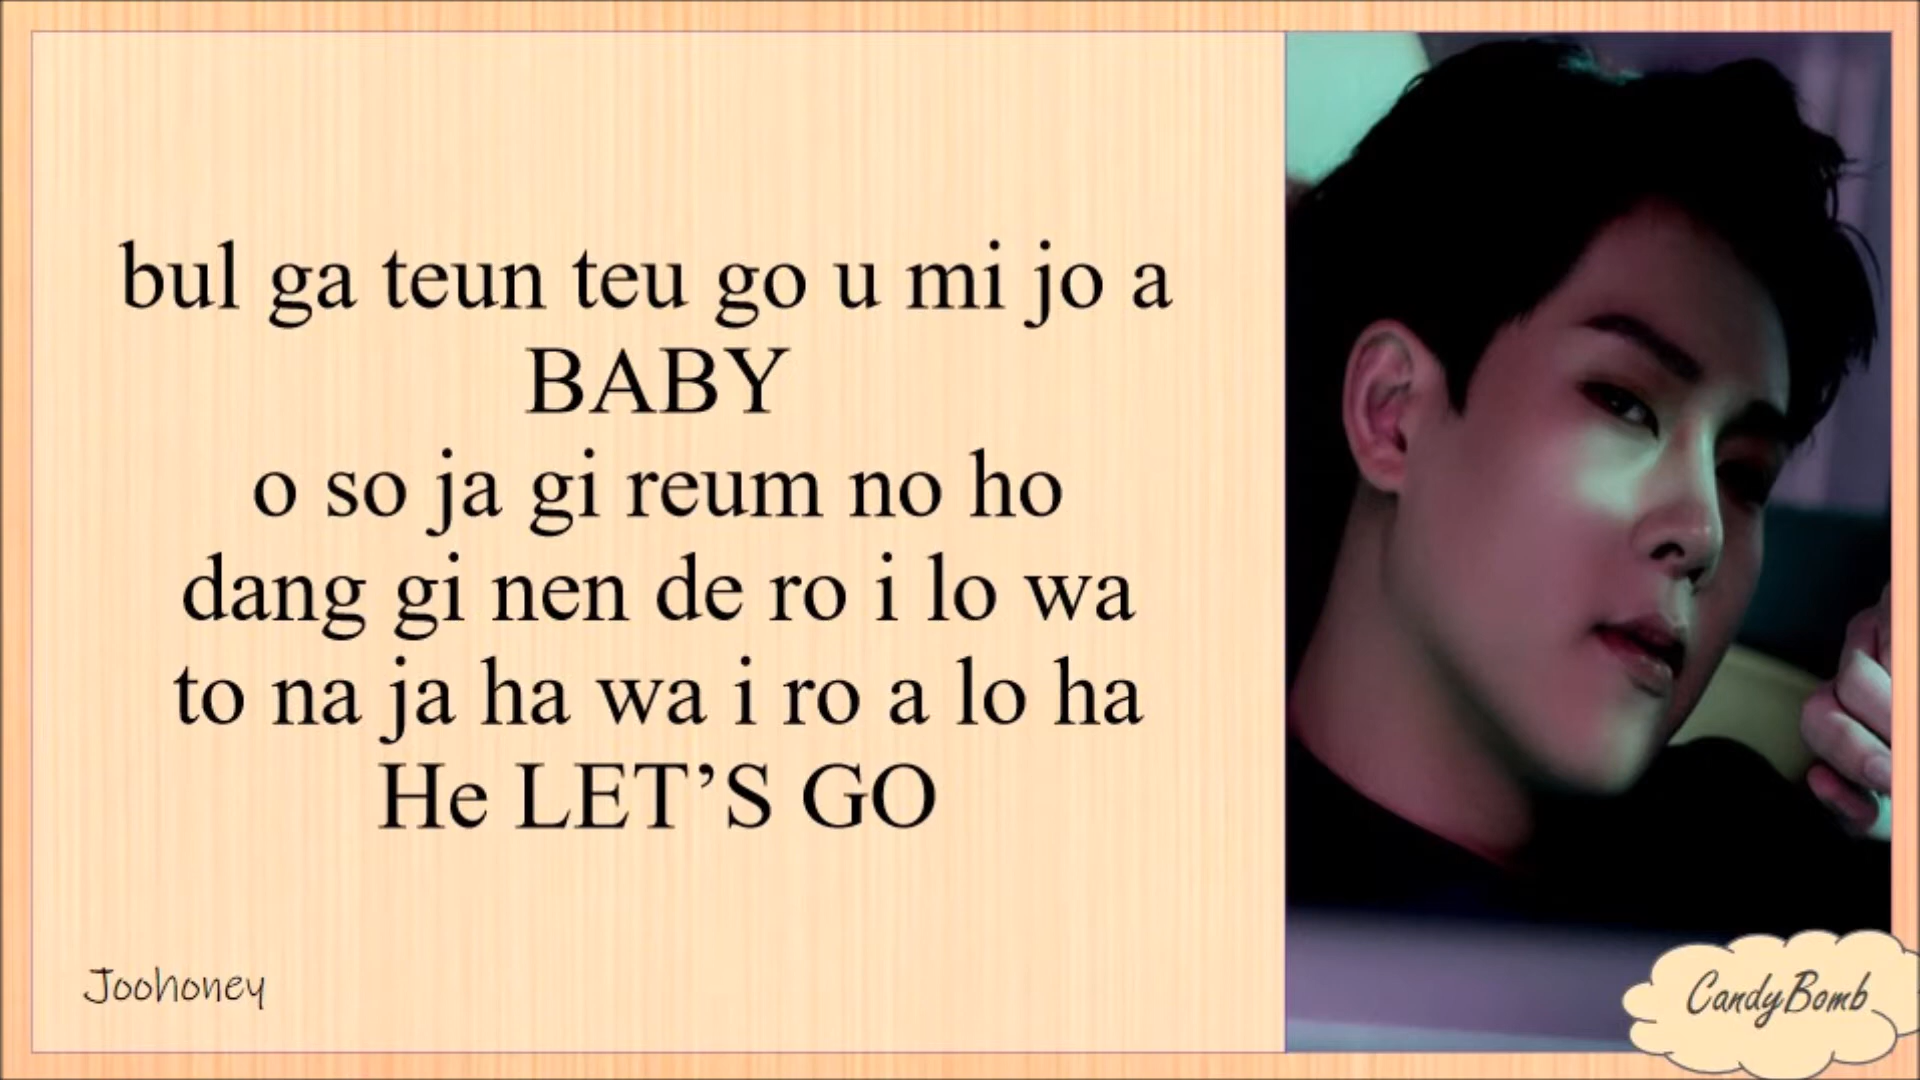 bul ga teun teu go u mi jo a
BABY
o so ja gi reum no ho
dang gi nen de ro i lo wa
to na ja ha wa i ro a lo ha
He LET’S GO
Joohoney
CandyBomb